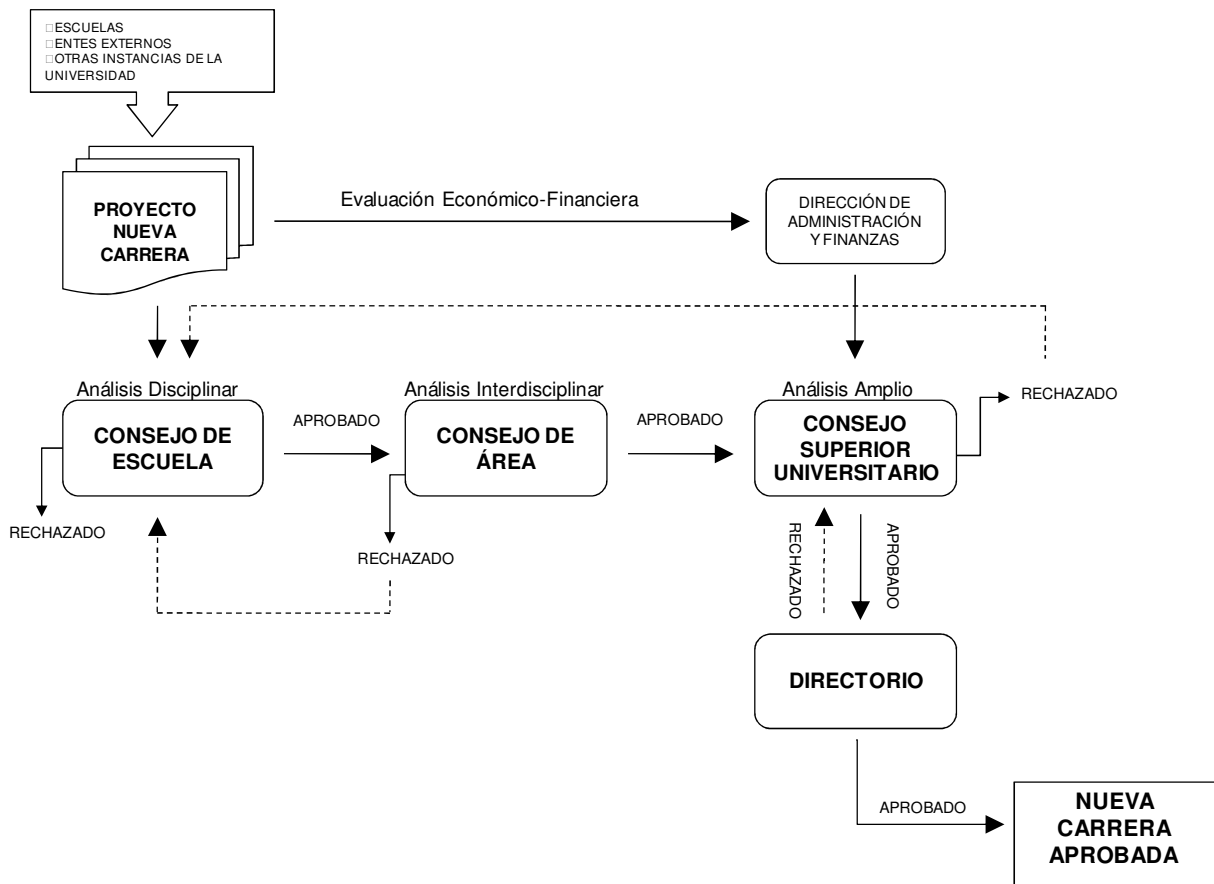 □ESCUELAS
□ENTES EXTERNOS
□OTRAS INSTANCIAS DE LA
UNIVERSIDAD
PROYECTO
NUEVA
CARRERA
Evaluación Económico-Financiera
DIRECCIÓN DE
ADMINISTRACIÓN
Y FINANZAS
Análisis Disciplinar
CONSEJO DE
ESCUELA
RECHAZADO
APROBADO
Análisis Interdisciplinar
CONSEJO DE
ÁREA
RECHAZADO
APROBADO
Análisis Amplio
CONSEJO
SUPERIOR
UNIVERSITARIO
RECHAZADO
RECHAZADO
APROBADO
DIRECTORIO
APROBADO
NUEVA
CARRERA
APROBADA